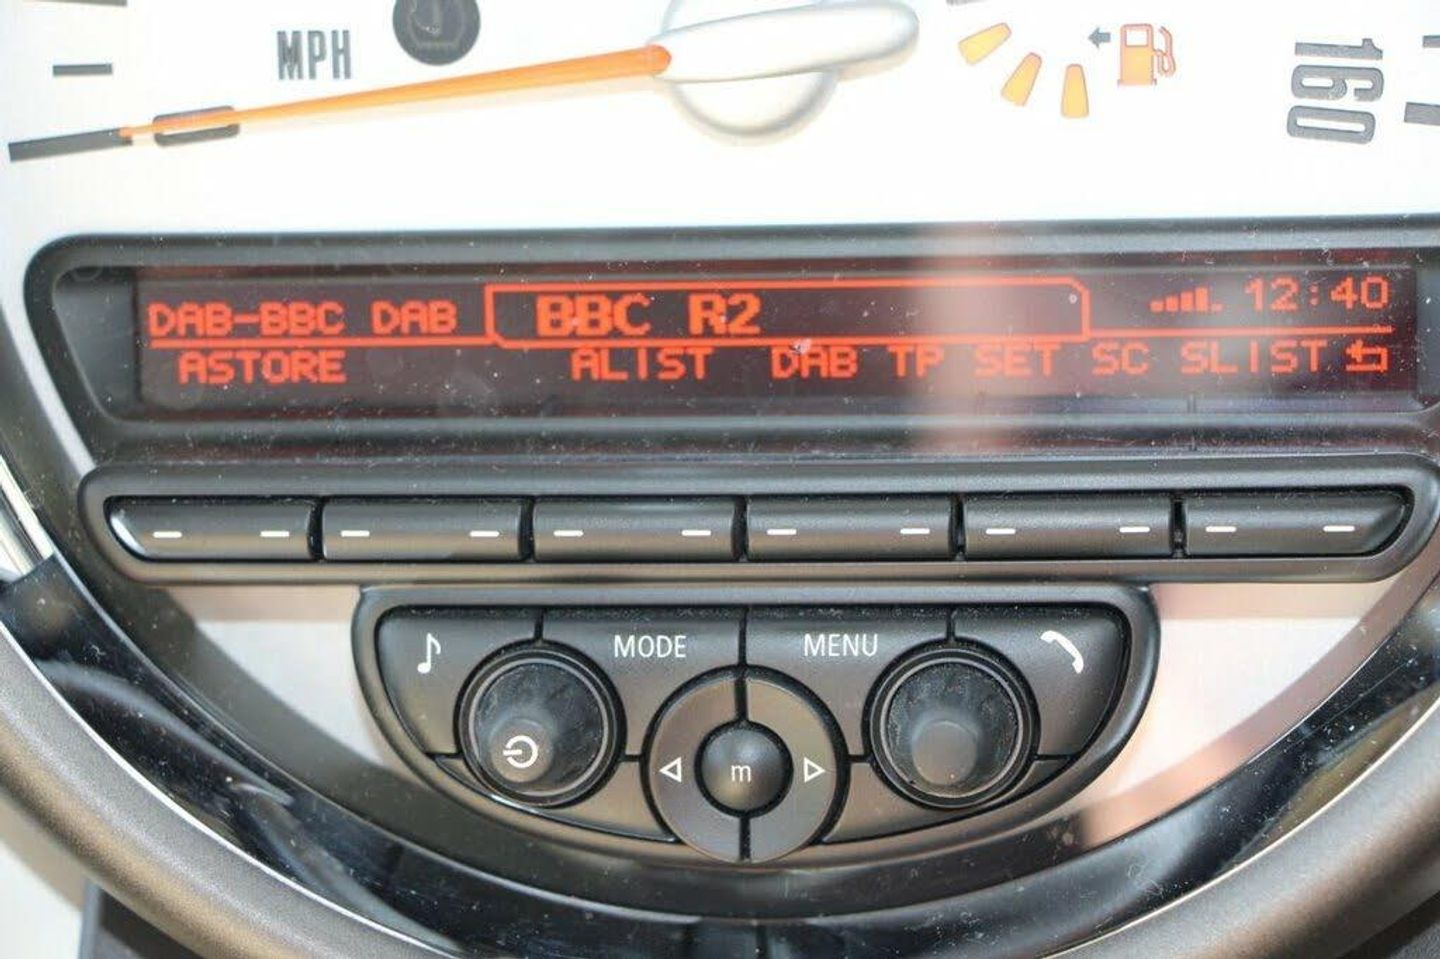 MPH
160
DAB-BBC DAB BBC R2 12:40
ASTORE ALIST DAB TP SET SC SLIST
MODE MENU
m